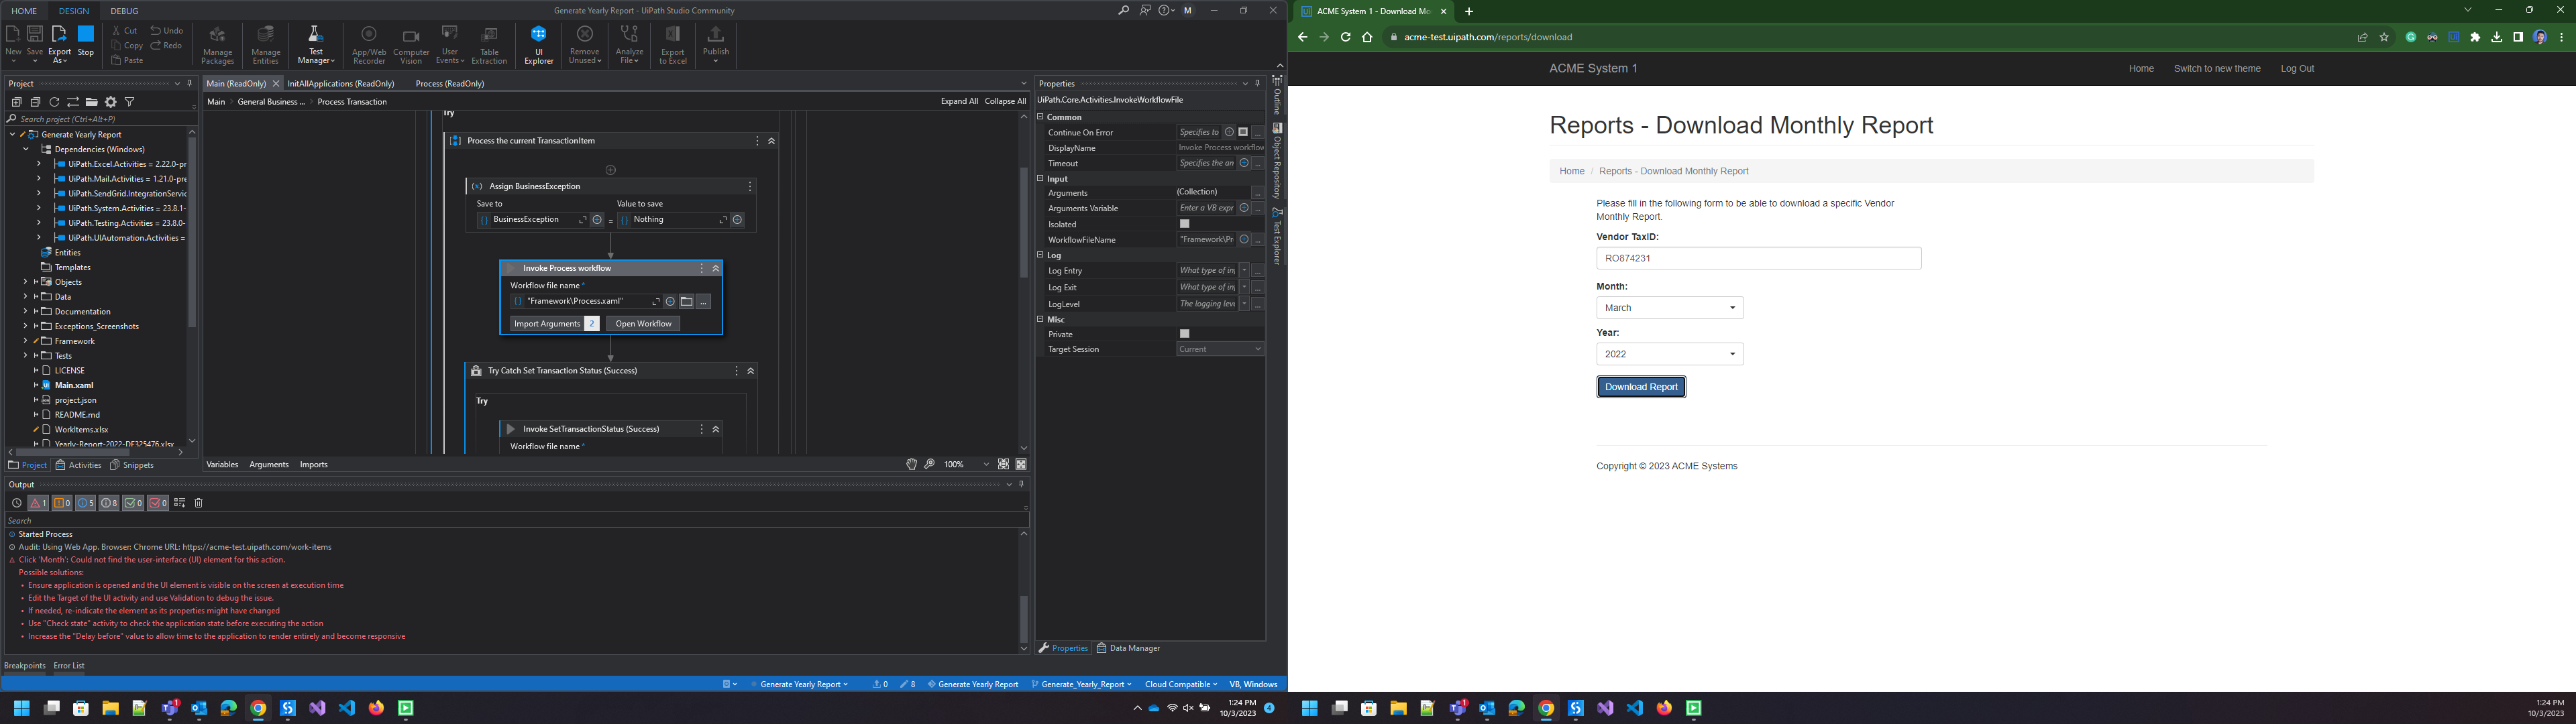 HOME DESIGN DEBUG
Generate Yearly Report - UiPath Studio Community
M
New Save Export As Stop
Cut Copy Paste
Undo Redo
Manage Packages
Manage Entities
Test Manager
App/Web Recorder
Computer Vision
User Events
Table Extraction
UI Explorer
Remove Unused
Analyze File
Export to Excel
Publish
Project
Search project (Ctrl+Alt+P)
Generate Yearly Report
Dependencies (Windows)
UiPath.Excel.Activities = 2.22.0-pre
UiPath.Mail.Activities = 1.21.0-pre
UiPath.SendGrid.IntegrationServic
UiPath.System.Activities = 23.8.1-
UiPath.Testing.Activities = 23.8.0-
UiPath.UIAutomation.Activities =
Entities
Templates
Objects
Data
Documentation
Exceptions_Screenshots
Framework
Tests
LICENSE
Main.xaml
project.json
README.md
WorkItems.xlsx
Yearly-Report-2022-DE325476.xlsx
Project Activities Snippets
Main (ReadOnly) InitAllApplications (ReadOnly) Process (ReadOnly)
Main General Business ... Process Transaction
Expand All Collapse All
Try
Process the current TransactionItem
Assign BusinessException
Save to Value to save
BusinessException = Nothing
Invoke Process workflow
Workflow file name *
"Framework\Process.xaml"
Import Arguments 2 Open Workflow
Try Catch Set Transaction Status (Success)
Try
Invoke SetTransactionStatus (Success)
Workflow file name *
Variables Arguments Imports
100%
Properties
UiPath.Core.Activities.InvokeWorkflowFile
Common
Continue On Error Specifies to
DisplayName Invoke Process workflow
Timeout Specifies the an
Input
Arguments (Collection)
Arguments Variable Enter a VB expr
Isolated
WorkflowFileName "Framework\Pr
Log
Log Entry What type of in
Log Exit What type of in
LogLevel The logging leve
Misc
Private
Target Session Current
Properties Data Manager
Outline
Object Repository
Test Explorer
Output
1 0 5 8 0 0
Search
Started Process
Audit: Using Web App. Browser: Chrome URL: https://acme-test.uipath.com/work-items
Click 'Month': Could not find the user-interface (UI) element for this action.
Possible solutions:
• Ensure application is opened and the UI element is visible on the screen at execution time
• Edit the Target of the UI activity and use Validation to debug the issue.
• If needed, re-indicate the element as its properties might have changed
• Use "Check state" activity to check the application state before executing the action
• Increase the "Delay before" value to allow time to the application to render entirely and become responsive
Breakpoints Error List
Generate Yearly Report 0 8 Generate Yearly Report Generate_Yearly_Report Cloud Compatible VB, Windows
1:24 PM
10/3/2023
4
ACME System 1 - Download Mo
acme-test.uipath.com/reports/download
ACME System 1
Home Switch to new theme Log Out
Reports - Download Monthly Report
Home / Reports - Download Monthly Report
Please fill in the following form to be able to download a specific Vendor
Monthly Report.
Vendor TaxID:
RO874231
Month:
March
Year:
2022
Download Report
Copyright © 2023 ACME Systems
1:24 PM
10/3/2023